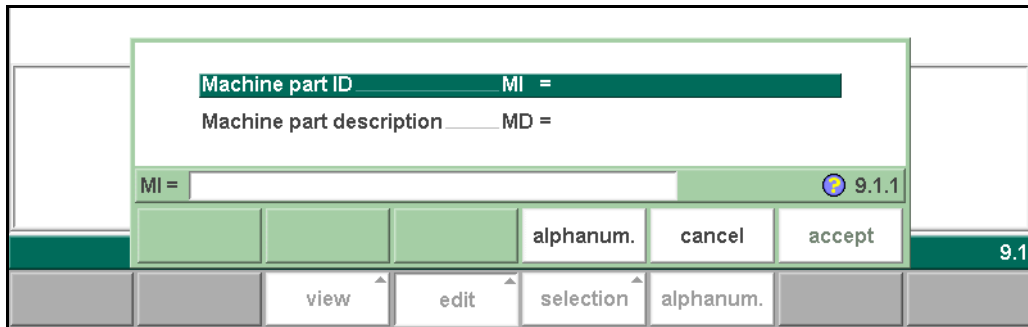 Machine part ID MI =
Machine part description MD =
MI =
9.1.1
alphanum. cancel accept
9.1
view edit selection alphanum.